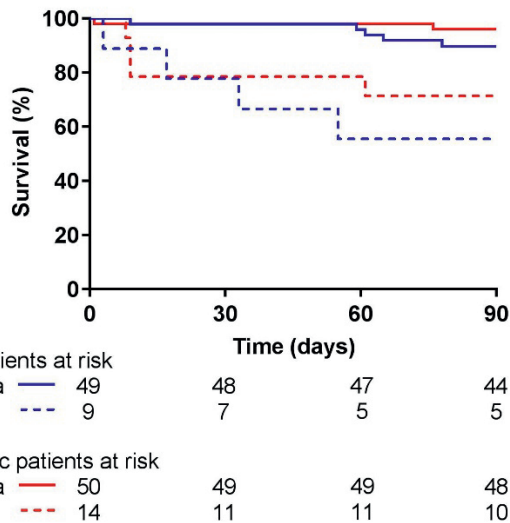 100
80
60
40
20
0
Survival (%)
0 30 60 90
Time (days)
ients at risk
a 49 48 47 44
9 7 5 5
c patients at risk
a 50 49 49 48
14 11 11 10